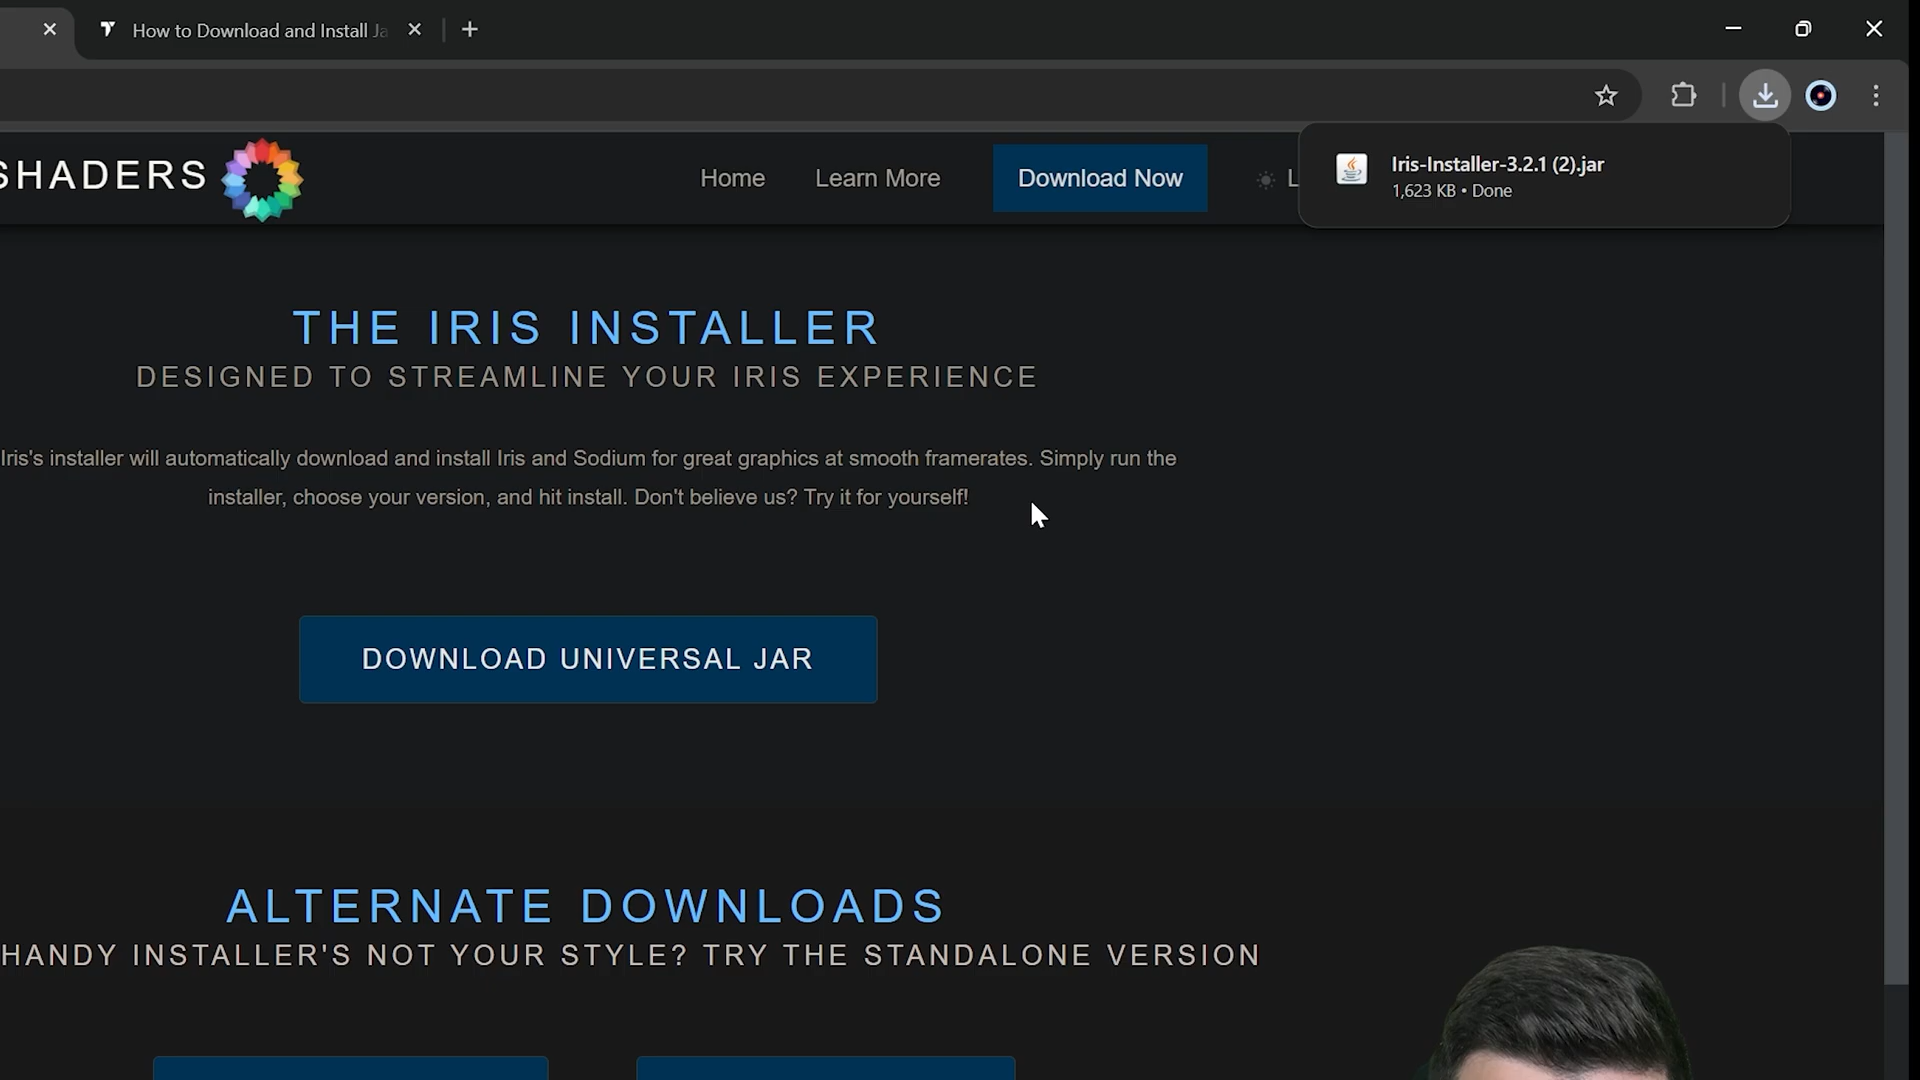 How to Download and Install Ja
SHADERS
Home
Learn More
Download Now
L
Iris-Installer-3.2.1 (2).jar
1,623 KB • Done
THE IRIS INSTALLER
DESIGNED TO STREAMLINE YOUR IRIS EXPERIENCE
Iris's installer will automatically download and install Iris and Sodium for great graphics at smooth framerates. Simply run the
installer, choose your version, and hit install. Don't believe us? Try it for yourself!
DOWNLOAD UNIVERSAL JAR
ALTERNATE DOWNLOADS
HANDY INSTALLER'S NOT YOUR STYLE? TRY THE STANDALONE VERSION